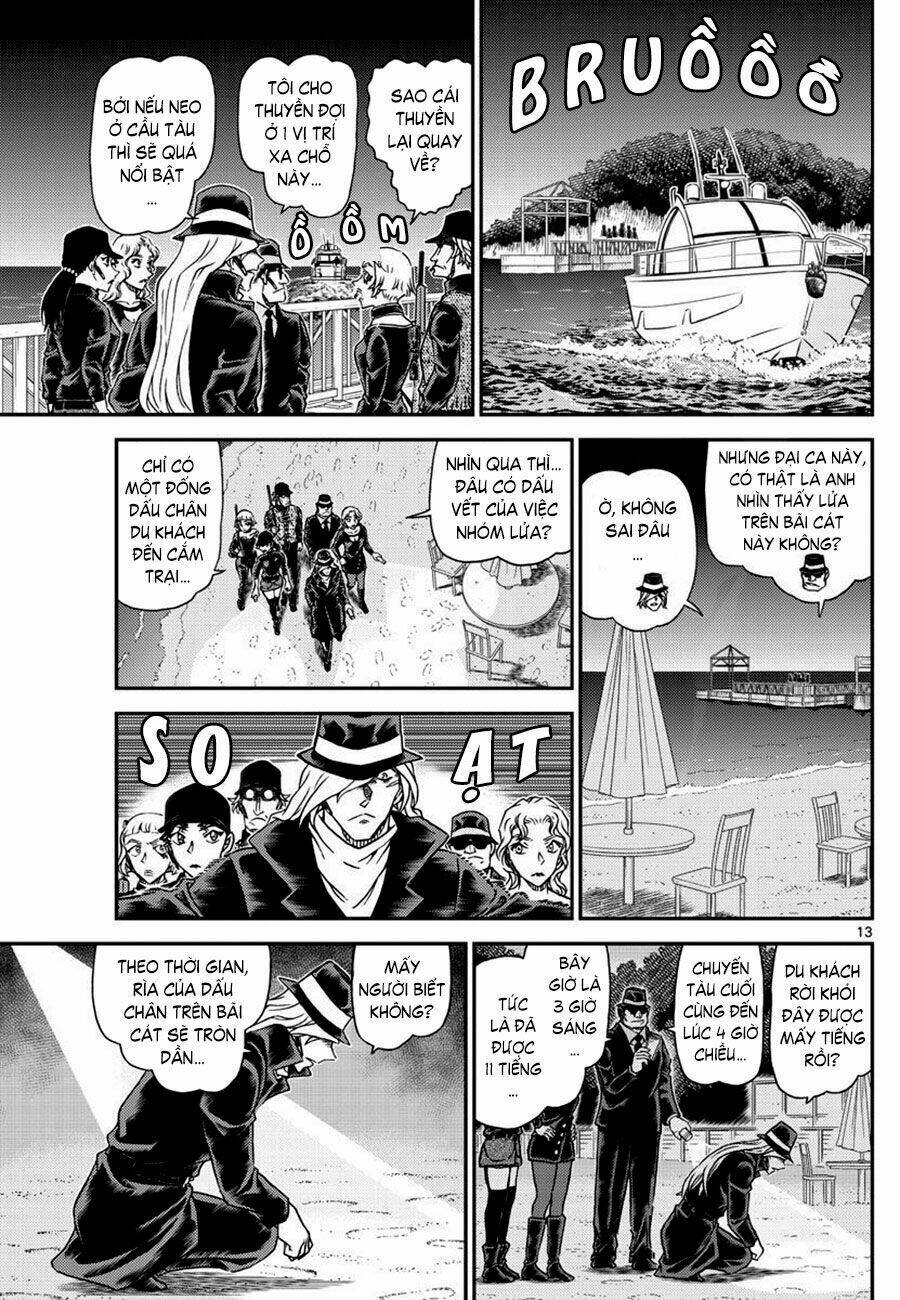 BRUỒỒỒ
SAO CÁI
THUYỀN
LẠI QUAY
VỀ?
TÔI CHO
THUYỀN ĐỢI
Ở 1 VỊ TRÍ
XA CHỖ
NÀY...
BỞI NẾU NEO
Ở CẦU TÀU
THÌ SẼ QUÁ
NỔI BẬT
...
ỒỒM
NHƯNG ĐẠI CA NÀY,
CÓ THẬT LÀ ANH
NHÌN THẤY LỬA
TRÊN BÃI CÁT
NÀY KHÔNG?
Ờ, KHÔNG
SAI ĐÂU
...
NHÌN QUA THÌ...
ĐÂU CÓ DẤU
VẾT CỦA VIỆC
NHÓM LỬA?
CHỈ CÓ
MỘT ĐỐNG
DẤU CHÂN
DU KHÁCH
ĐẾN CẮM
TRẠI...
SOẠT
13
DU KHÁCH
RỜI KHỎI
ĐÂY ĐƯỢC
MẤY TIẾNG
RỒI?
CHUYẾN
TÀU CUỐI
CÙNG ĐẾN
LÚC 4 GIỜ
CHIỀU...
BÂY
GIỜ LÀ
3 GIỜ
SÁNG
...
TỨC
LÀ ĐÃ
ĐƯỢC
11 TIẾNG
...
MẤY
NGƯỜI BIẾT
KHÔNG?
THEO THỜI GIAN,
RÌA CỦA DẤU
CHÂN TRÊN BÃI
CÁT SẼ TRÒN
DẦN...